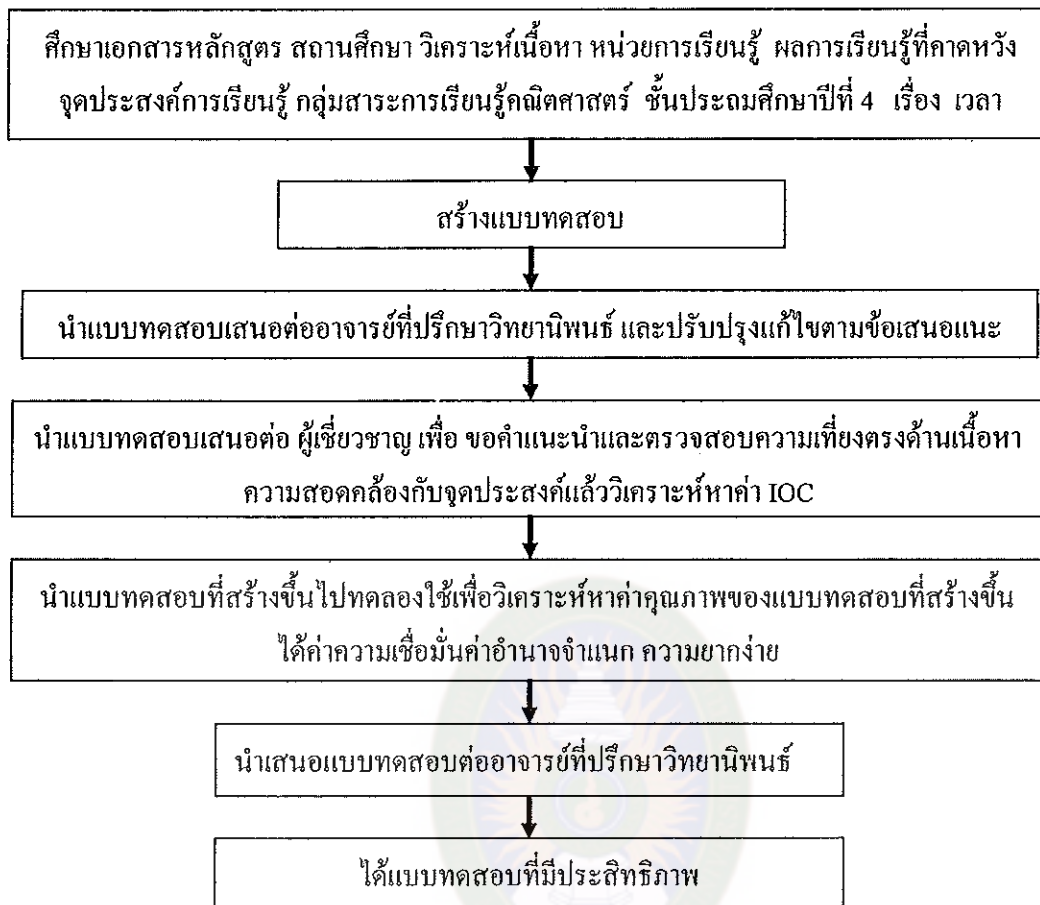 ศึกษาเอกสารหลักสูตร สถานศึกษา วิเคราะห์เนื้อหา หน่วยการเรียนรู้ ผลการเรียนรู้ที่คาดหวัง
จุดประสงค์การเรียนรู้ กลุ่มสาระการเรียนรู้คณิตศาสตร์ ชั้นประถมศึกษาปีที่ 4 เรื่อง เวลา
สร้างแบบทดสอบ
นำแบบทดสอบเสนอต่ออาจารย์ที่ปรึกษาวิทยานิพนธ์ และปรับปรุงแก้ไขตามข้อเสนอแนะ
นำแบบทดสอบเสนอต่อ ผู้เชี่ยวชาญ เพื่อ ขอคำแนะนำและตรวจสอบความเที่ยงตรงด้านเนื้อหา
ความสอดคล้องกับจุดประสงค์แล้ววิเคราะห์หาค่า IOC
นำแบบทดสอบที่สร้างขึ้นไปทดลองใช้เพื่อวิเคราะห์หาค่าคุณภาพของแบบทดสอบที่สร้างขึ้น
ได้ค่าความเชื่อมั่นค่าอำนาจจำแนก ความยากง่าย
นำเสนอแบบทดสอบต่ออาจารย์ที่ปรึกษาวิทยานิพนธ์
ได้แบบทดสอบที่มีประสิทธิภาพ